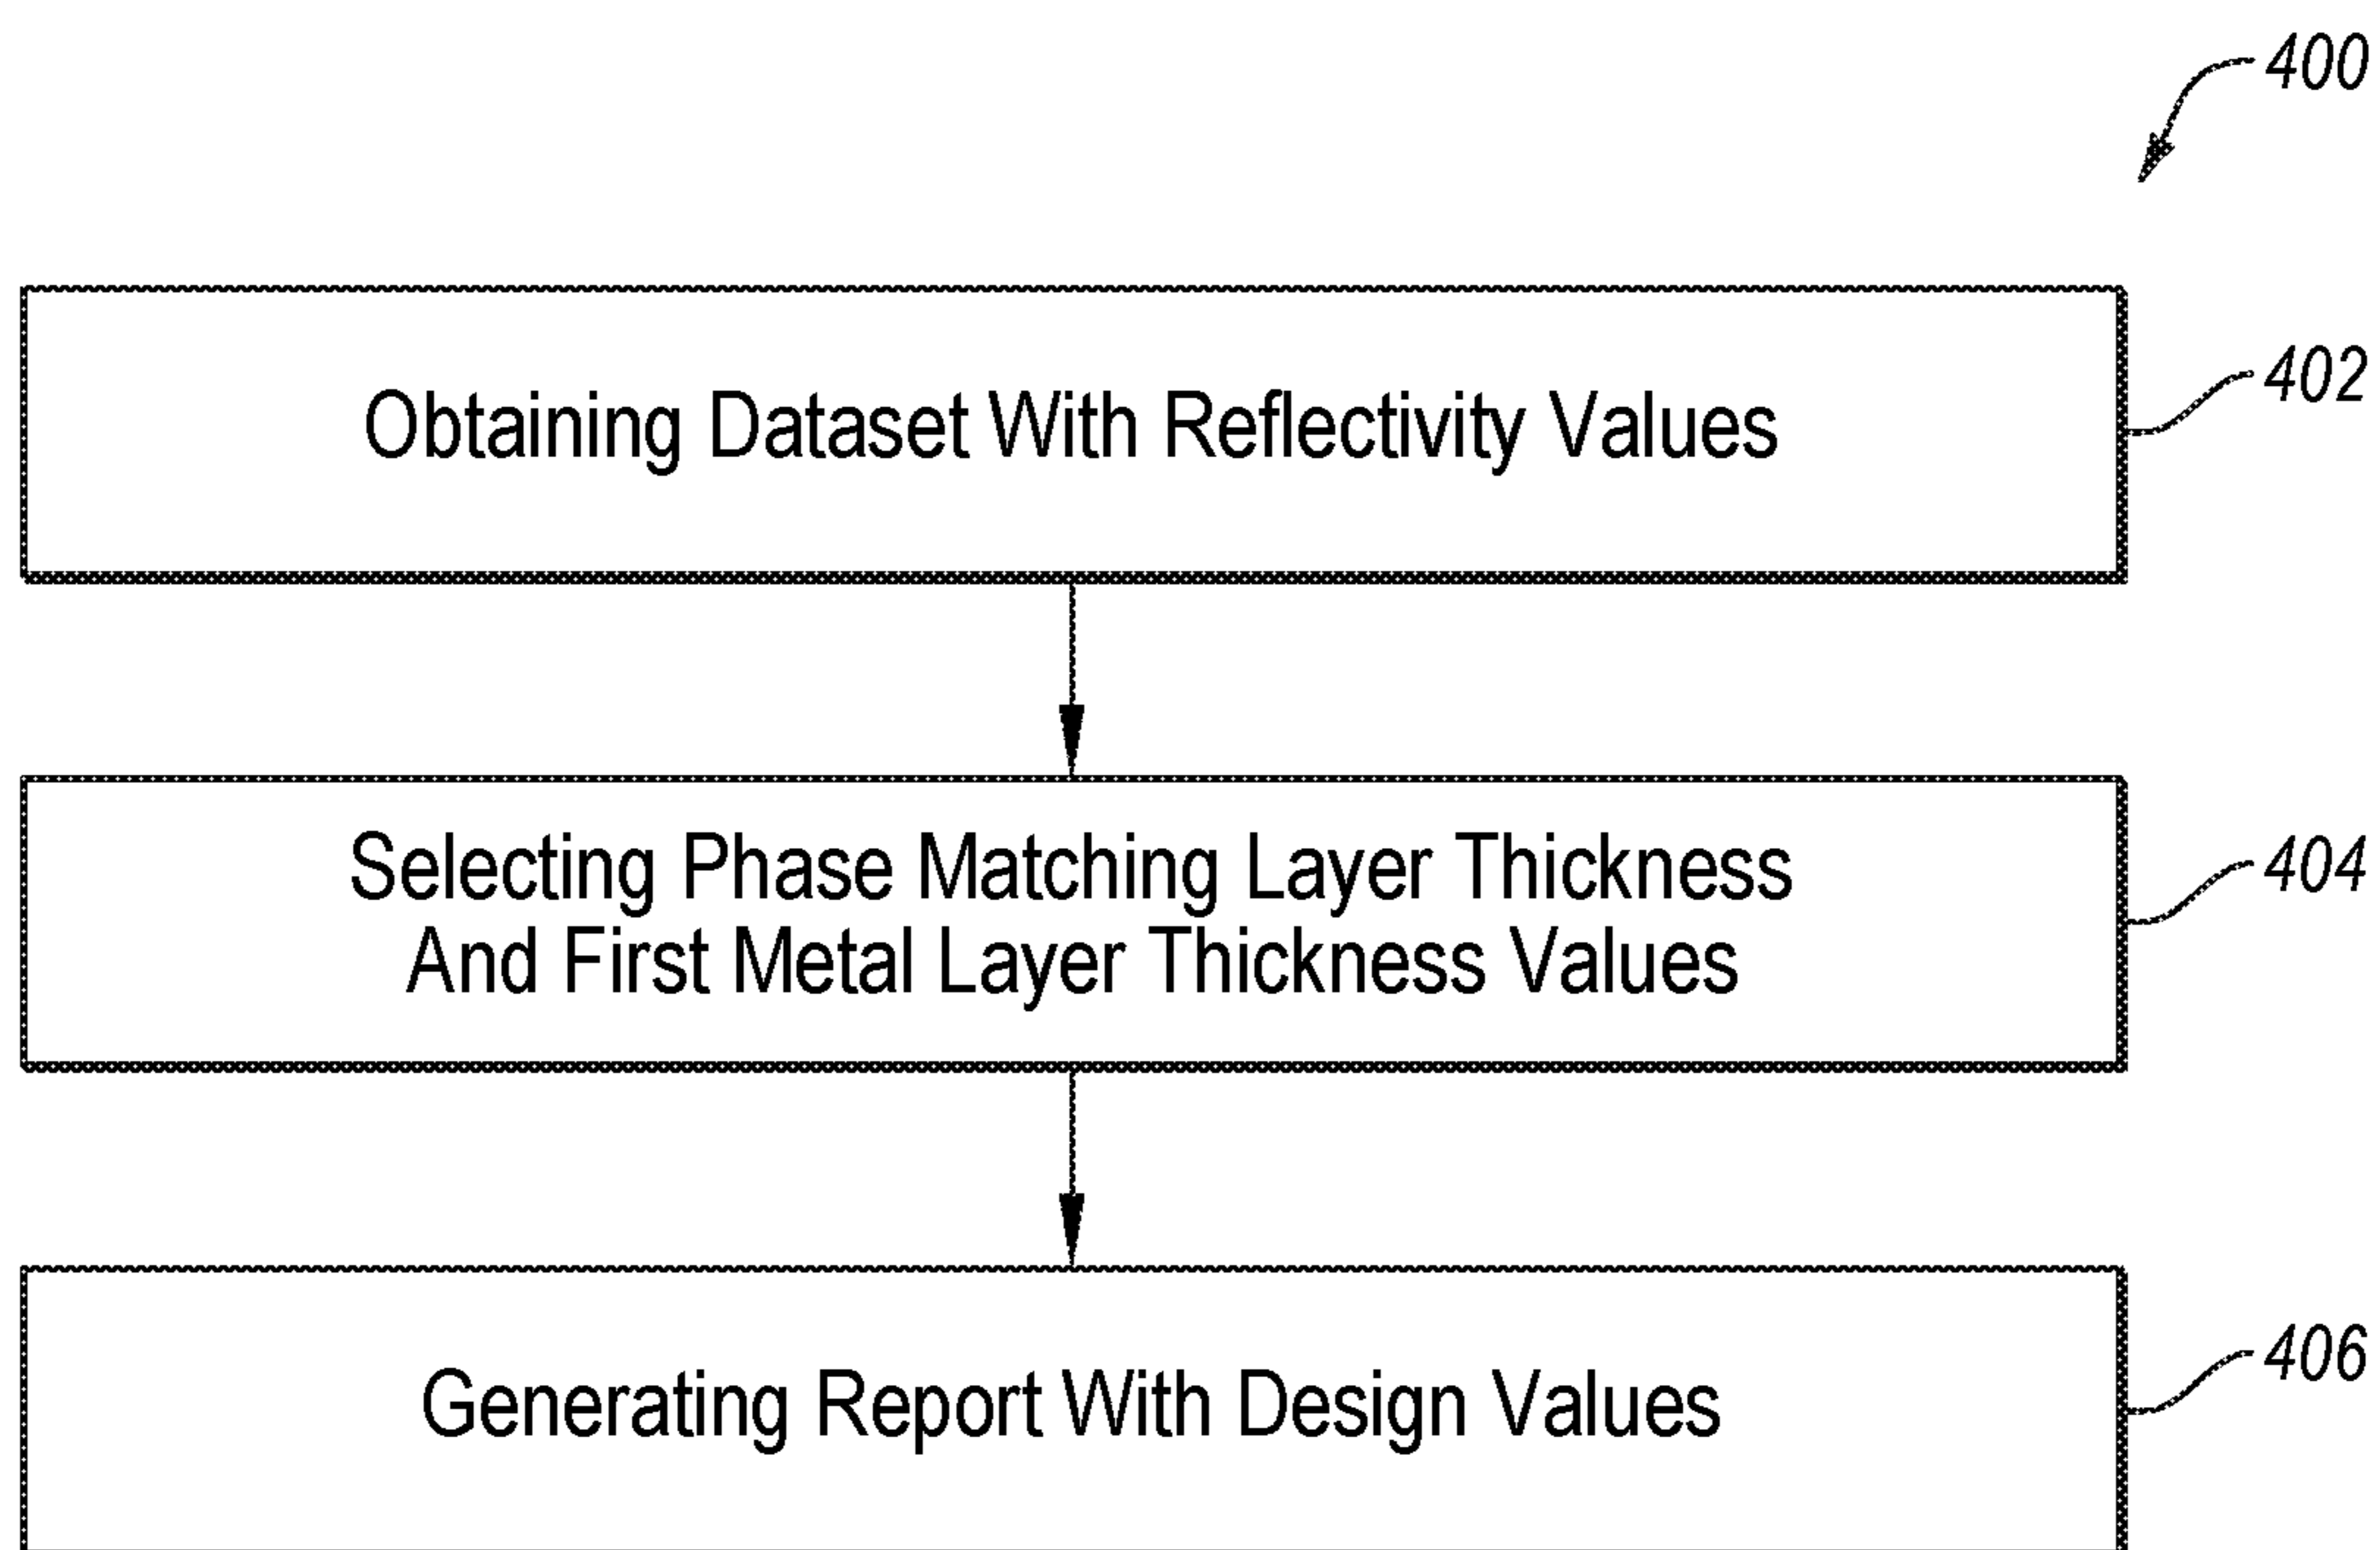 400
Obtaining Dataset With Reflectivity Values
402
Selecting Phase Matching Layer Thickness
And First Metal Layer Thickness Values
404
Generating Report With Design Values
406